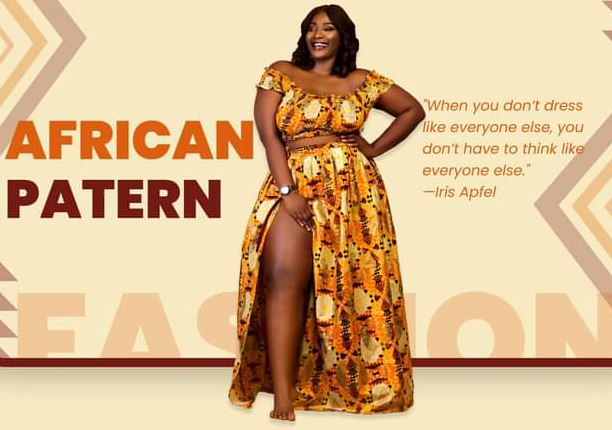 AFRICAN
PATERN
"When you don't dress
like everyone else, you
don't have to think like
everyone else."
—Iris Apfel
FASHION